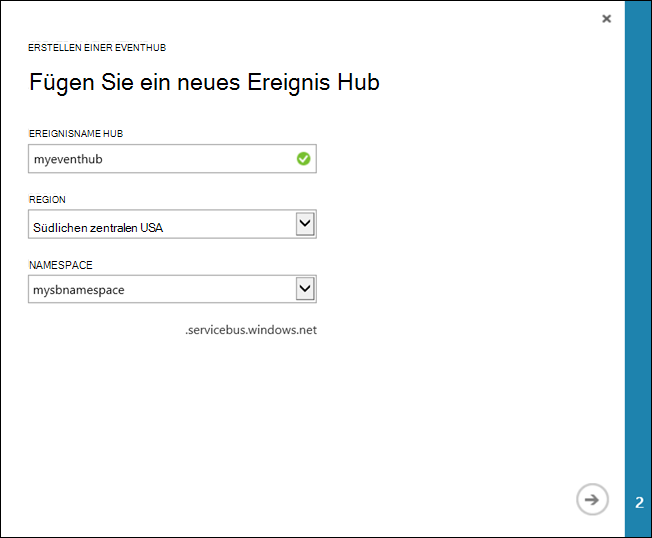 ERSTELLEN EINER EVENTHUB
Fügen Sie ein neues Ereignis Hub
EREIGNISNAME HUB
myeventhub
REGION
Südlichen zentralen USA
NAMESPACE
mysbnamespace
.servicebus.windows.net
2